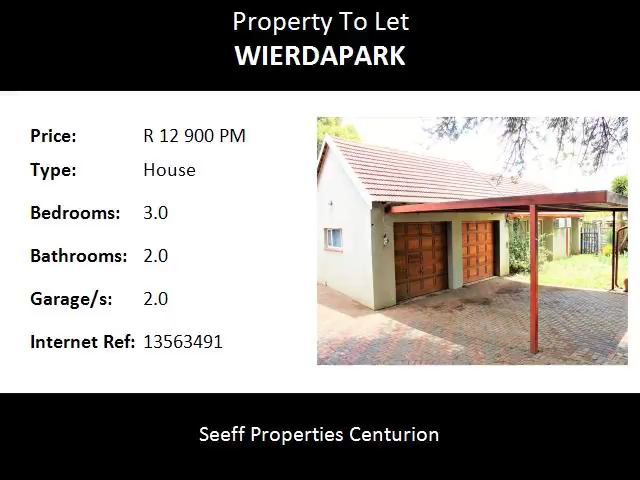 Property To Let
WIERDAPARK
Price: R 12 900 PM
Type: House
Bedrooms: 3.0
Bathrooms: 2.0
Garage/s: 2.0
Internet Ref: 13563491
Seeff Properties Centurion